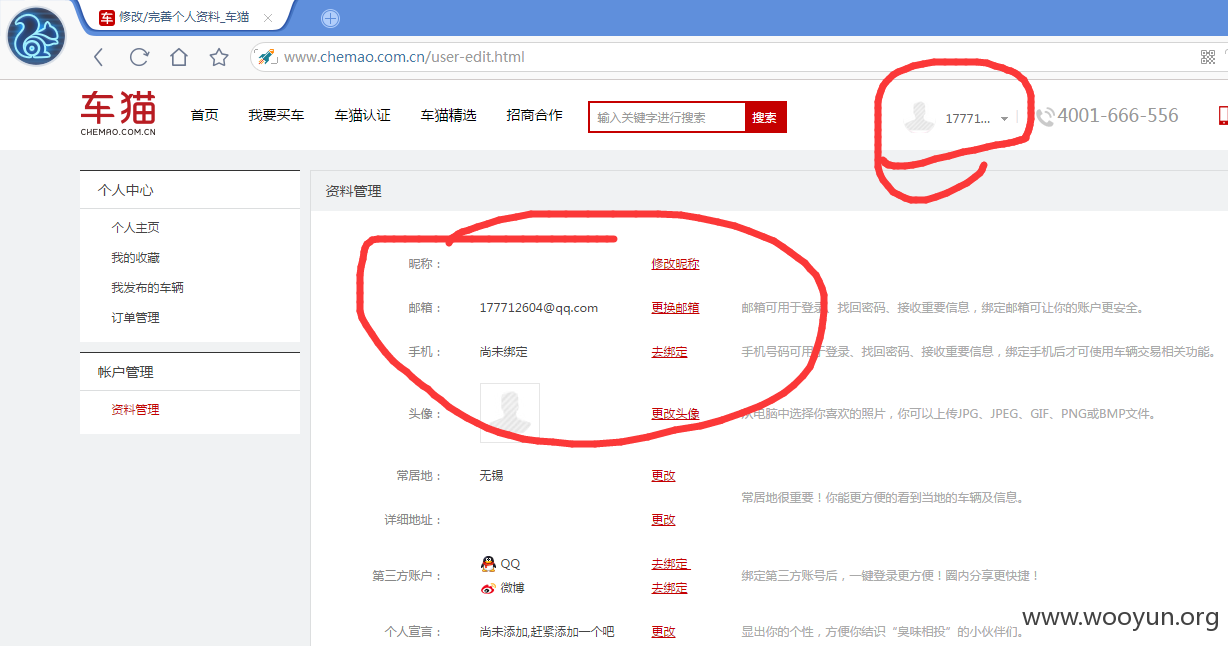 修改/完善个人资料_车猫
www.chemao.com.cn/user-edit.html
车猫
CHEMAO.COM.CN
首页 我要买车 车猫认证 车猫精选 招商合作 输入关键字进行搜索 搜索 17771... 4001-666-556
个人中心
个人主页
我的收藏
我发布的车辆
订单管理
帐户管理
资料管理
资料管理
昵称： 修改昵称
邮箱： 177712604@qq.com 更换邮箱 邮箱可用于登录、找回密码、接收重要信息，绑定邮箱可让你的账户更安全。
手机： 尚未绑定 去绑定 手机号码可用于登录、找回密码、接收重要信息，绑定手机后才可使用车辆交易相关功能。
头像： 更改头像 从电脑中选择你喜欢的照片，你可以上传JPG、JPEG、GIF、PNG或BMP文件。
常居地： 无锡 更改
常居地很重要！你能更方便的看到当地的车辆及信息。
详细地址： 更改
第三方账户：
QQ 去绑定
微博 去绑定
绑定第三方账号后，一键登录更方便！圈内分享更快捷！
个人宣言： 尚未添加,赶紧添加一个吧 更改 显出你的个性，方便你结识“臭味相投”的小伙伴们。
www.wooyun.org